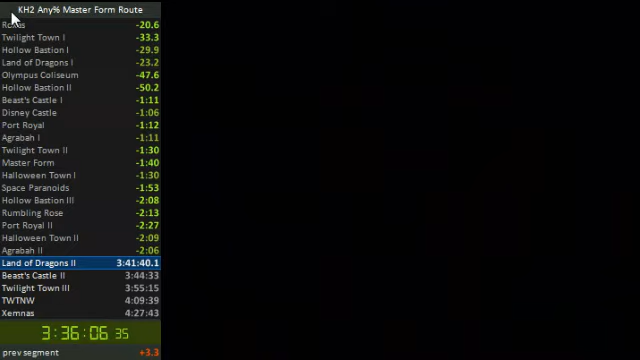 KH2 Any% Master Form Route
Roxas -20.6
Twilight Town I -33.3
Hollow Bastion I -29.9
Land of Dragons I -23.2
Olympus Coliseum -47.6
Hollow Bastion II -50.2
Beast's Castle I -1:11
Disney Castle -1:06
Port Royal -1:12
Agrabah I -1:11
Twilight Town II -1:30
Master Form -1:40
Halloween Town I -1:30
Space Paranoids -1:53
Hollow Bastion III -2:08
Rumbling Rose -2:13
Port Royal II -2:27
Halloween Town II -2:09
Agrabah II -2:06
Land of Dragons II 3:41:40.1
Beast's Castle II 3:44:33
Twilight Town III 3:55:15
TWTNW 4:09:39
Xemnas 4:27:43
3:36:06 35
prev segment +3.3